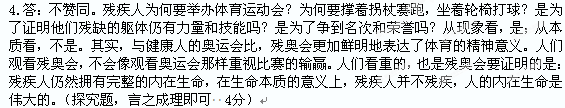 4.答：不赞同。残疾人为何要举办体育运动会？为何要撑着拐杖赛跑，坐着轮椅打球？是为
了证明他们残缺的躯体仍有力量和技能吗？是为了争到名次和荣誉吗？从现象看，是；从本
质看，不是。其实，与健康人的奥运会比，残奥会更加鲜明地表达了体育的精神意义。人们
观看残奥会，不会像观看奥运会那样重视比赛的输赢。人们看重的，也是残奥会要证明的是：
残疾人仍然拥有完整的内在生命，在生命本质的意义上，残疾人并不残疾，人的内在生命是
伟大的。（探究题，言之成理即可  4分）